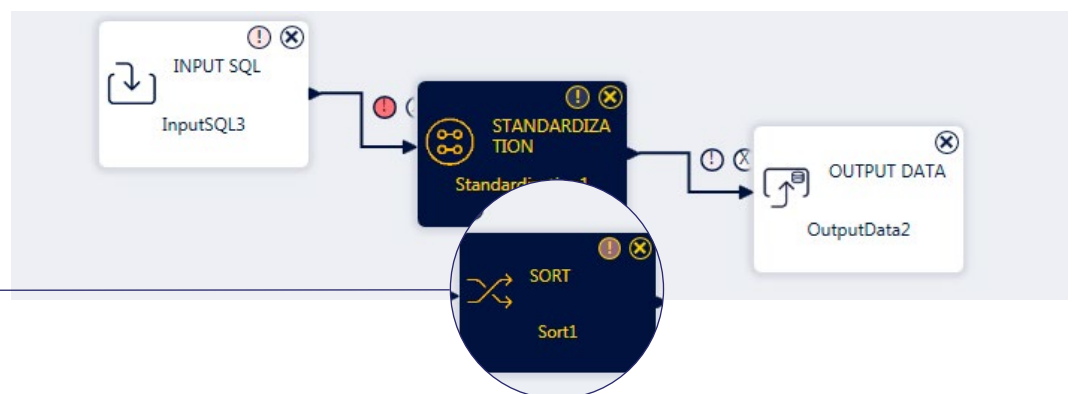 INPUT SQL
InputSQL3
STANDARDIZA
TION
OUTPUT DATA
OutputData2
SORT
Sort1